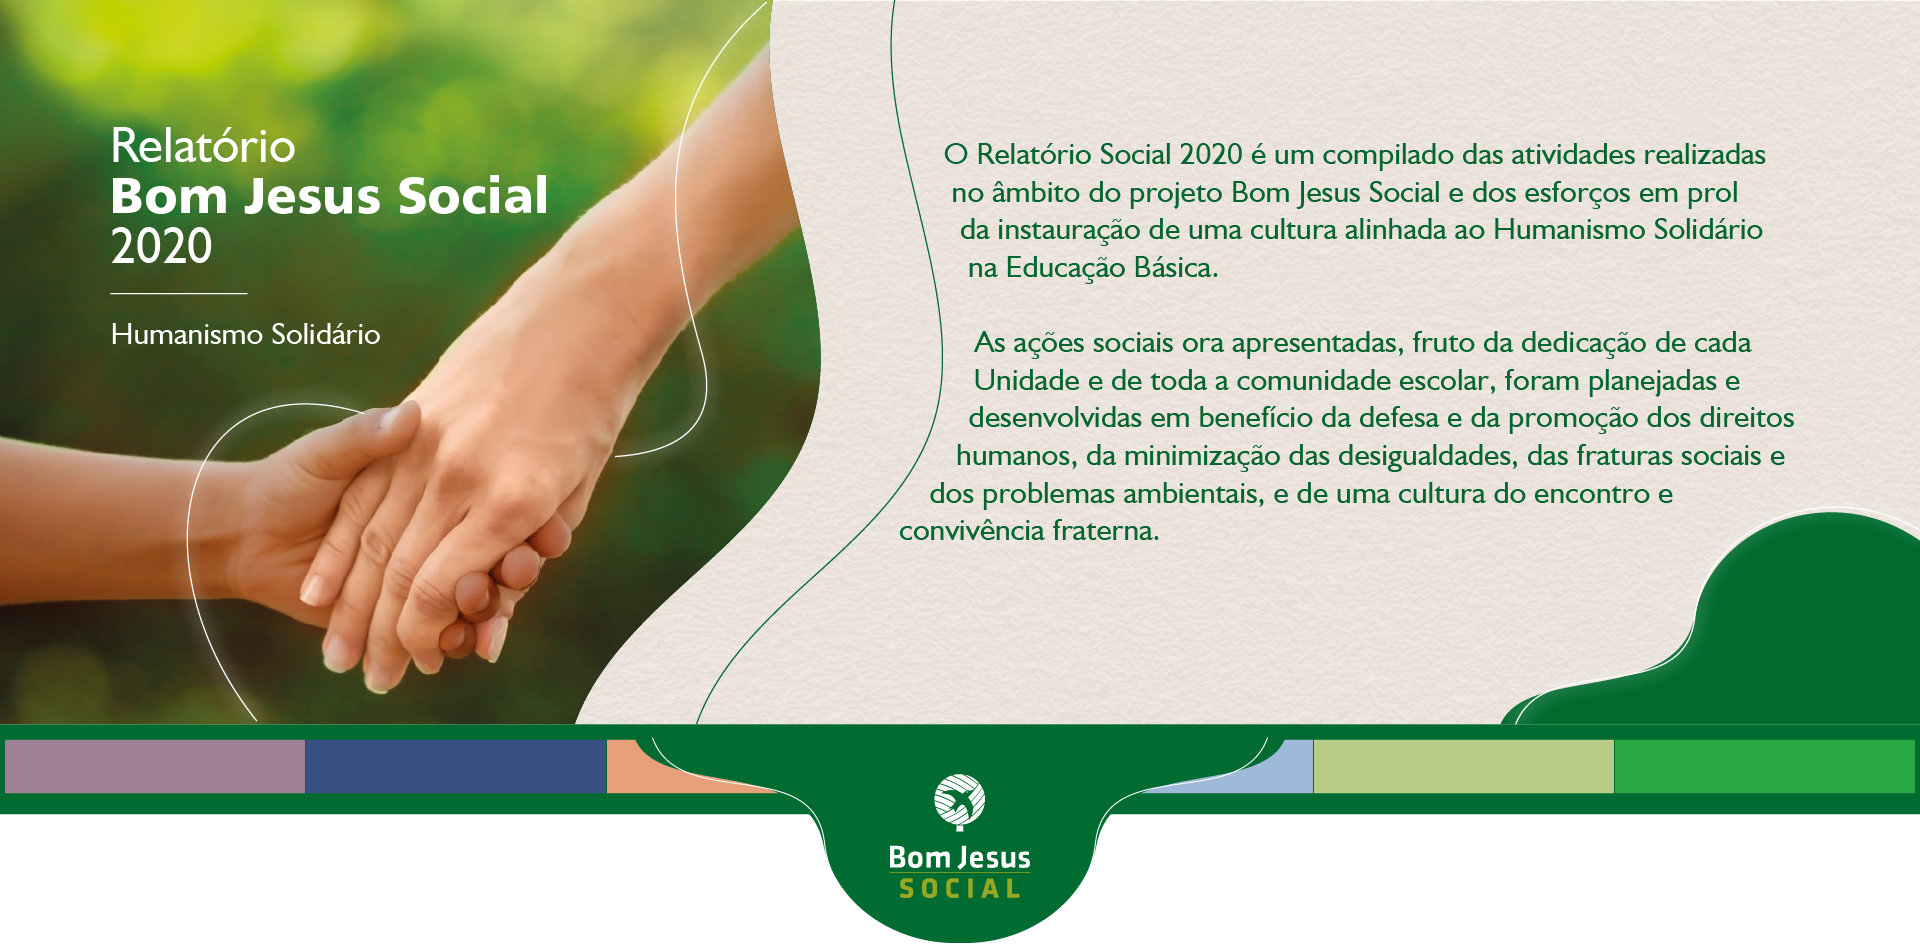 Relatório
Bom Jesus Social
2020
Humanismo Solidário
O Relatório Social 2020 é um compilado das atividades realizadas
no âmbito do projeto Bom Jesus Social e dos esforços em prol
da instauração de uma cultura alinhada ao Humanismo Solidário
na Educação Básica.
As ações sociais ora apresentadas, fruto da dedicação de cada
Unidade e de toda a comunidade escolar, foram planejadas e
desenvolvidas em benefício da defesa e da promoção dos direitos
humanos, da minimização das desigualdades, das fraturas sociais e
dos problemas ambientais, e de uma cultura do encontro e
convivência fraterna.
Bom Jesus
SOCIAL